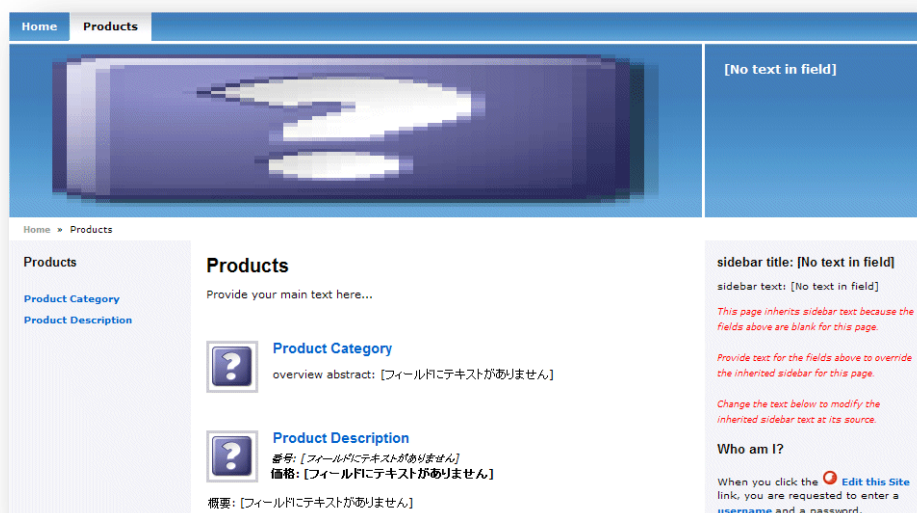 Home
Products
[No text in field]
Home » Products
Products
Product Category
Product Description
Products
Provide your main text here...
Product Category
overview abstract: [フィールドにテキストがありません]
Product Description
番号: [フィールドにテキストがありません]
価格: [フィールドにテキストがありません]
概要: [フィールドにテキストがありません]
sidebar title: [No text in field]
sidebar text: [No text in field]
This page inherits sidebar text because the
fields above are blank for this page.
Provide text for the fields above to override
the inherited sidebar for this page.
Change the text below to modify the
inherited sidebar text at its source.
Who am I?
When you click the Edit this Site
link, you are requested to enter a
username and a password.